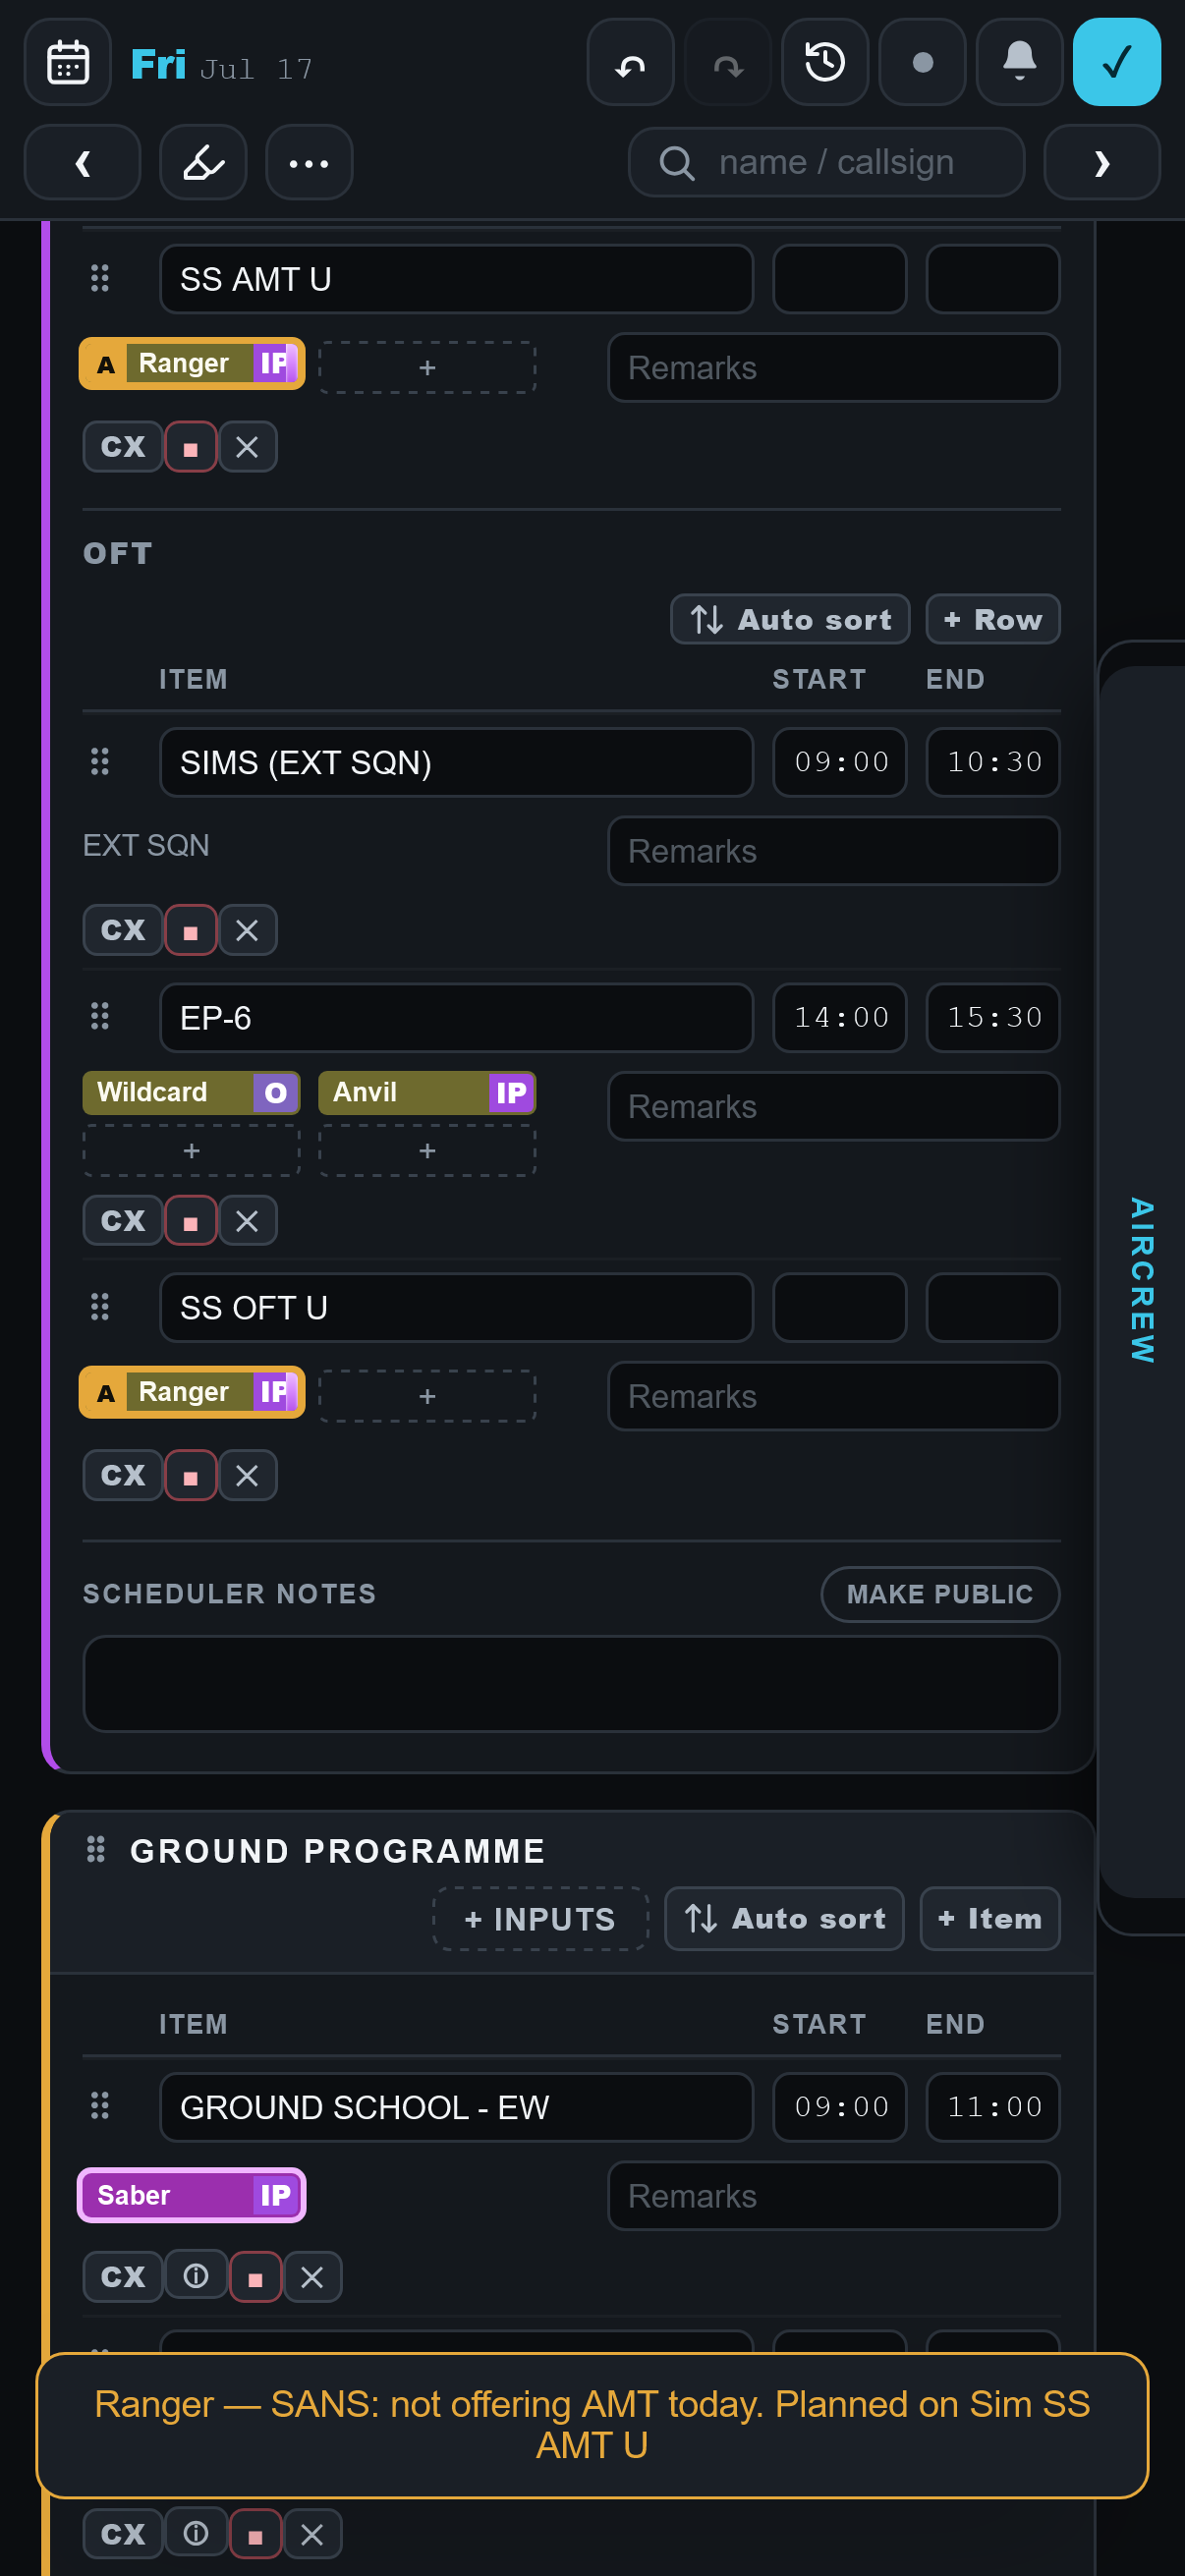 Fri Jul 17
name / callsign
SS AMT U
A Ranger IP
+
Remarks
CX
OFT
Auto sort
+ Row
ITEM START END
SIMS (EXT SQN) 09:00 10:30
EXT SQN
Remarks
CX
EP-6 14:00 15:30
Wildcard O Anvil IP
Remarks
+ +
CX
SS OFT U
A Ranger IP
+
Remarks
CX
SCHEDULER NOTES
MAKE PUBLIC
AIRCREW
GROUND PROGRAMME
+ INPUTS
Auto sort
+ Item
ITEM START END
GROUND SCHOOL - EW 09:00 11:00
Saber IP
Remarks
CX
Ranger — SANS: not offering AMT today. Planned on Sim SS
AMT U
CX